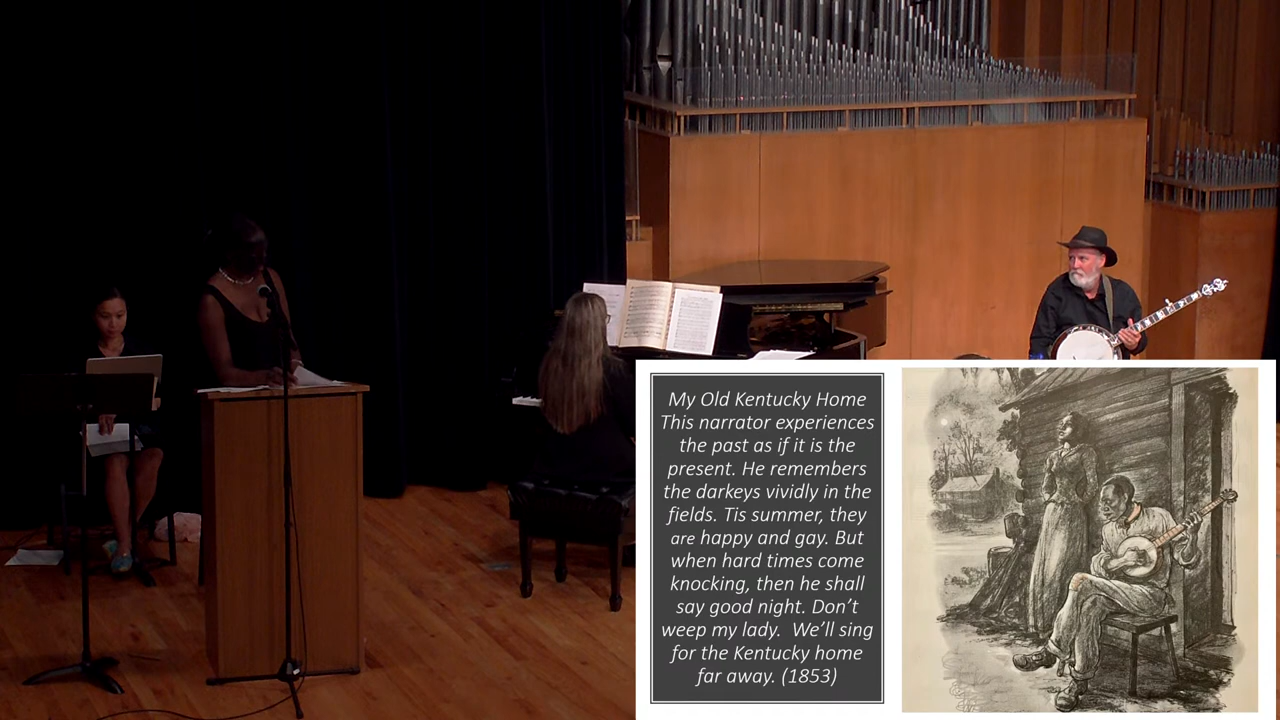 My Old Kentucky Home
This narrator experiences
the past as if it is the
present. He remembers
the darkeys vividly in the
fields. Tis summer, they
are happy and gay. But
when hard times come
knocking, then he shall
say good night. Don't
weep my lady.  We'll sing
for the Kentucky home
far away. (1853)